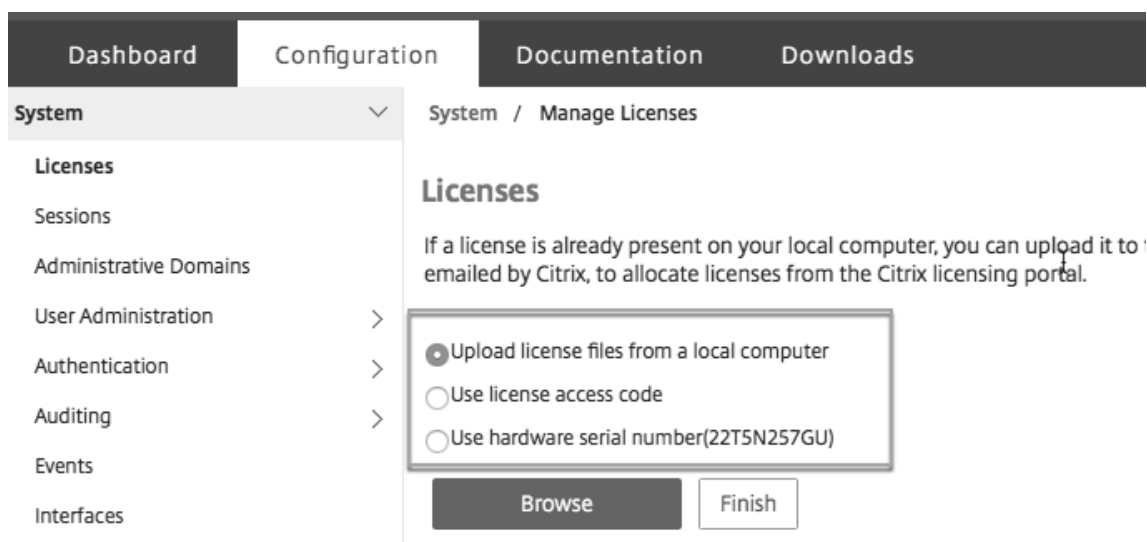 Dashboard Configuration Documentation Downloads
System
System / Manage Licenses
Licenses
Sessions
Administrative Domains
User Administration
Authentication
Auditing
Events
Interfaces
Licenses
If a license is already present on your local computer, you can upload it to
emailed by Citrix, to allocate licenses from the Citrix licensing portal.
Upload license files from a local computer
Use license access code
Use hardware serial number(22T5N257GU)
Browse Finish